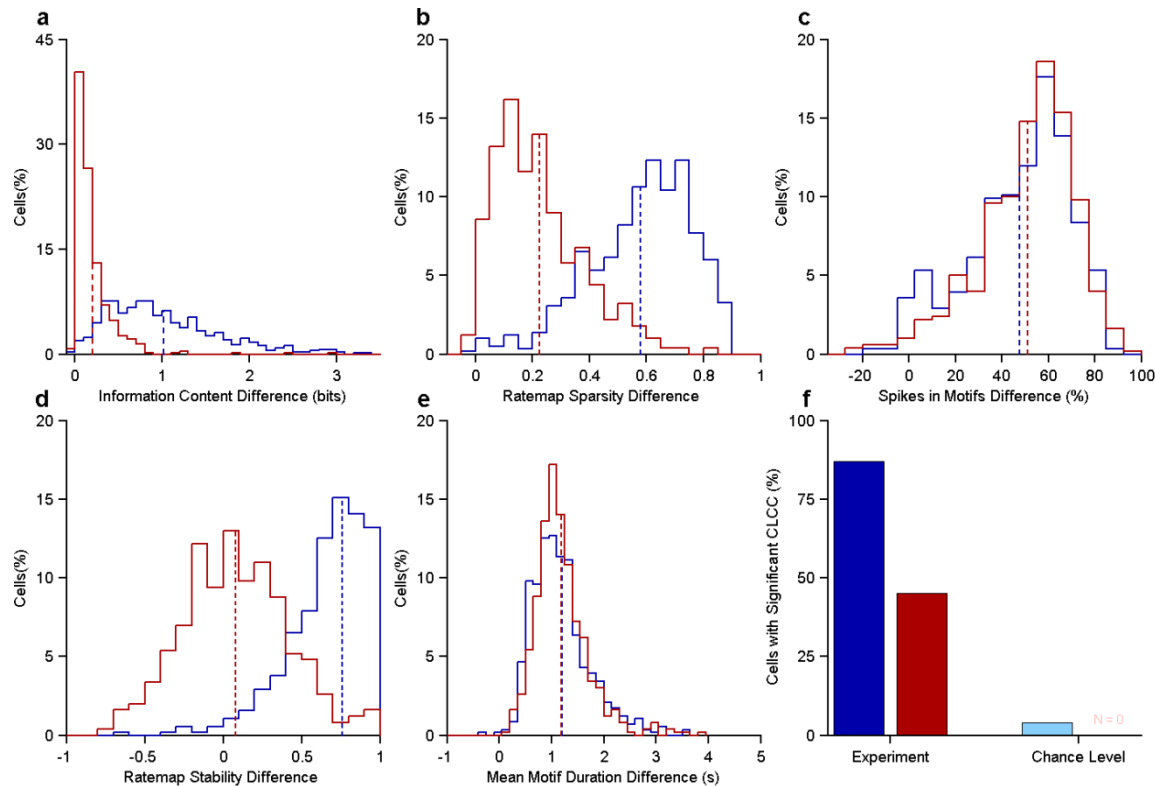 a
b
c
45
30
15
0
Cells(%)
0
1
2
3
Information Content Difference (bits)
20
15
10
5
0
Cells(%)
0
0.2
0.4
0.6
0.8
1
Ratemap Sparsity Difference
20
15
10
5
0
Cells(%)
-20
0
20
40
60
80
100
Spikes in Motifs Difference (%)
d
e
f
20
15
10
5
0
Cells(%)
-1
-0.5
0
0.5
1
Ratemap Stability Difference
20
15
10
5
0
Cells(%)
-1
0
1
2
3
4
5
Mean Motif Duration Difference (s)
100
75
50
25
0
Cells with Significant CLCC (%)
N = 0
Experiment
Chance Level